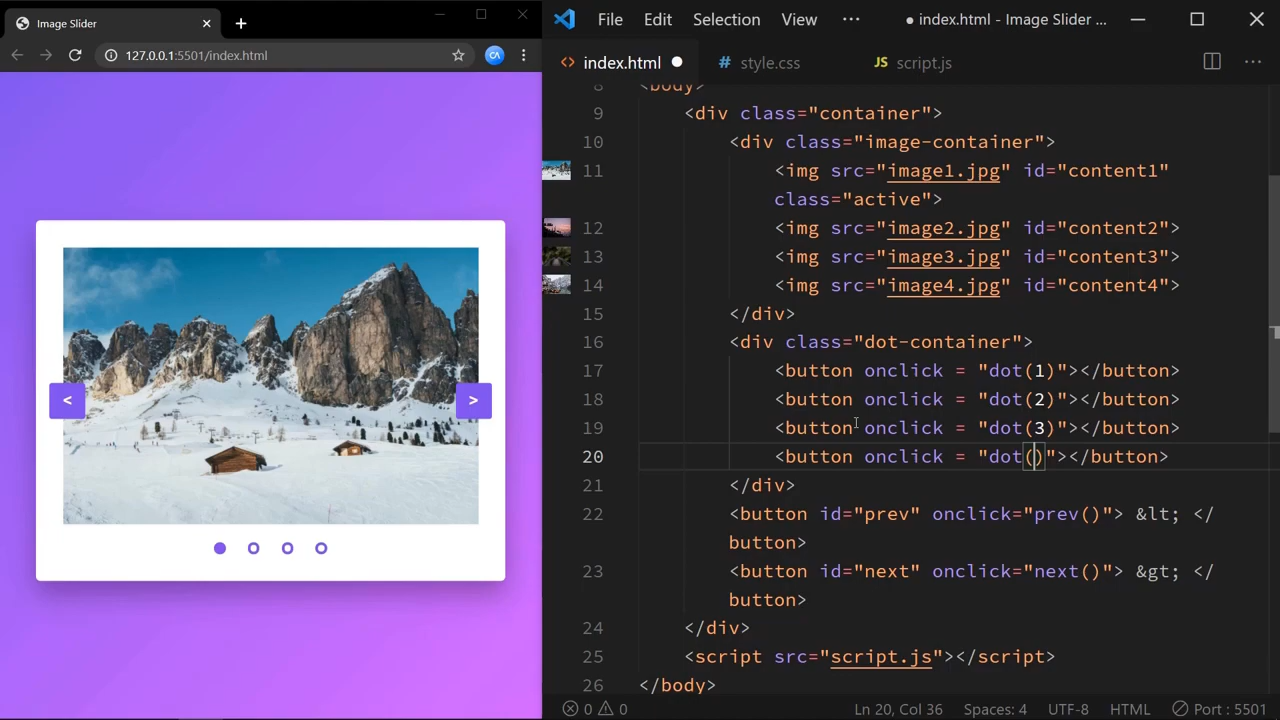 Image Slider
127.0.0.1:5501/index.html
<
>
File Edit Selection View ... ● index.html - Image Slider ...
<> index.html ● # style.css JS script.js ...
8 <body>
9 <div class="container">
10 <div class="image-container">
11 <img src="image1.jpg" id="content1"
class="active">
12 <img src="image2.jpg" id="content2">
13 <img src="image3.jpg" id="content3">
14 <img src="image4.jpg" id="content4">
15 </div>
16 <div class="dot-container">
17 <button onclick = "dot(1)"></button>
18 <button onclick = "dot(2)"></button>
19 <button onclick = "dot(3)"></button>
20 <button onclick = "dot()"></button>
21 </div>
22 <button id="prev" onclick="prev()"> &lt; </
button>
23 <button id="next" onclick="next()"> &gt; </
button>
24 </div>
25 <script src="script.js"></script>
26 </body>
0 0 Ln 20, Col 36 Spaces: 4 UTF-8 HTML Port : 5501